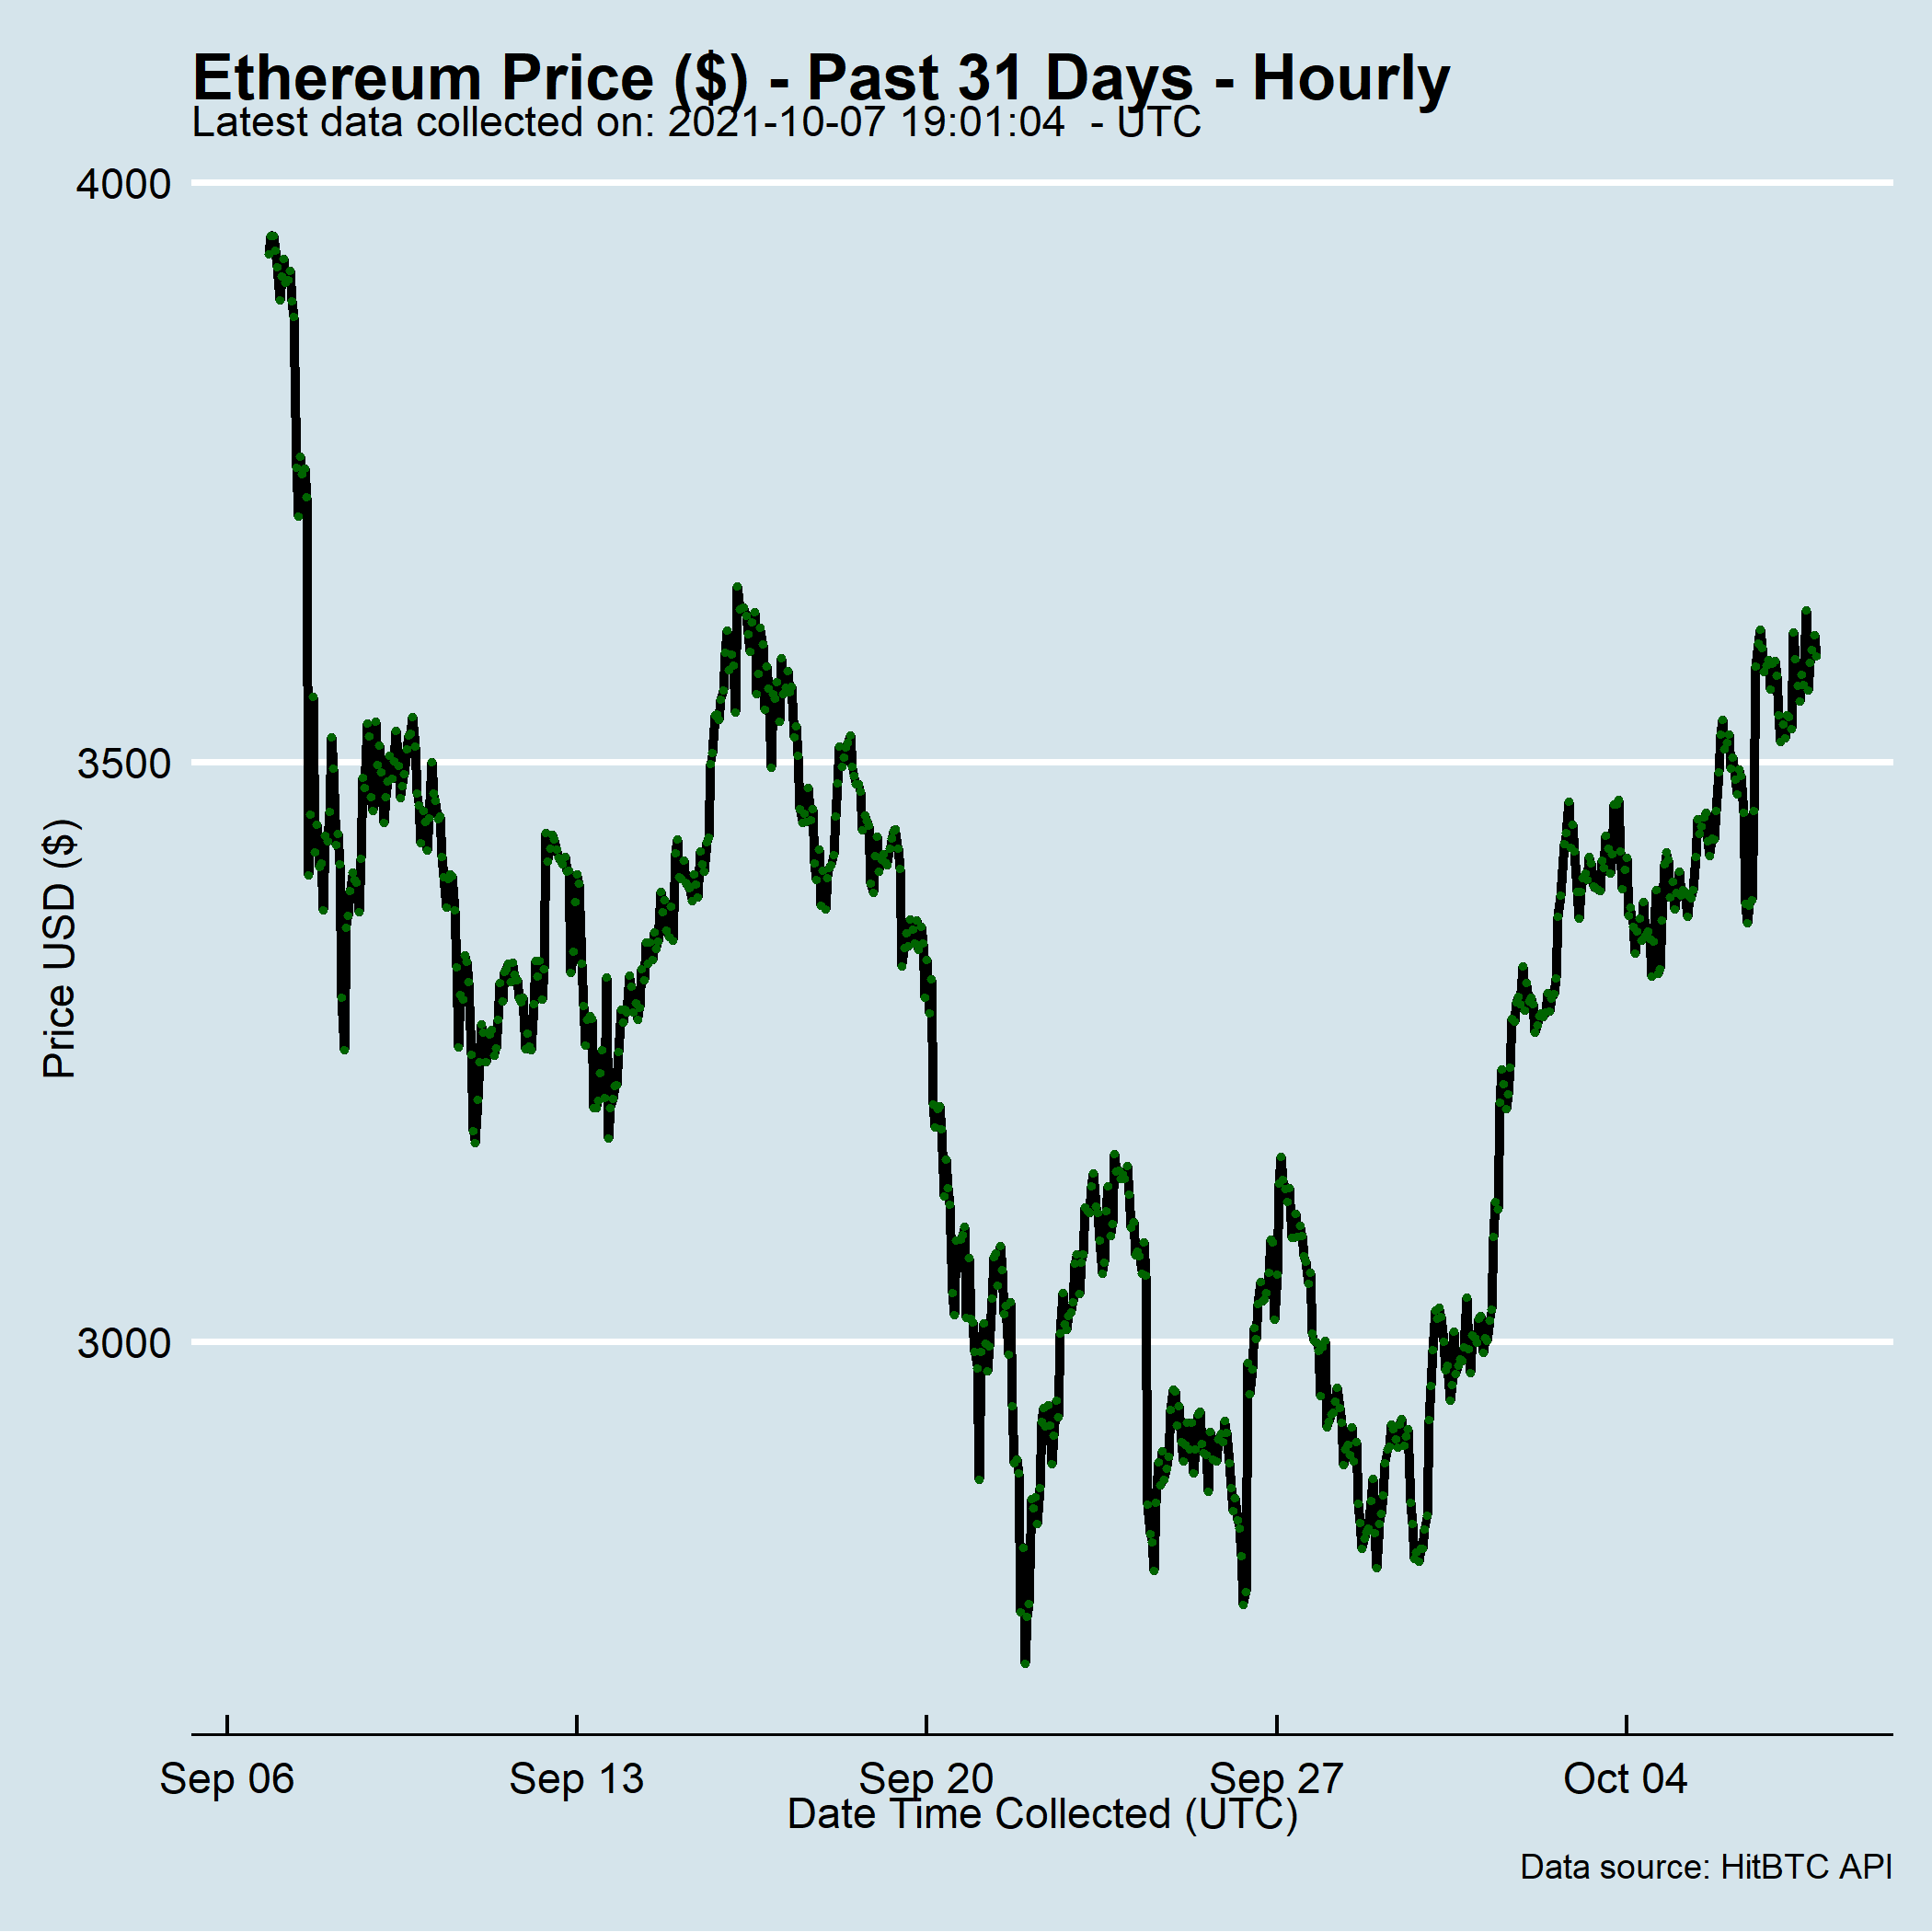 Ethereum Price ($) - Past 31 Days - Hourly
Latest data collected on: 2021-10-07 19:01:04  - UTC
4000
3500
3000
Price USD ($)
Sep 06
Sep 13
Sep 20
Sep 27
Oct 04
Date Time Collected (UTC)
Data source: HitBTC API